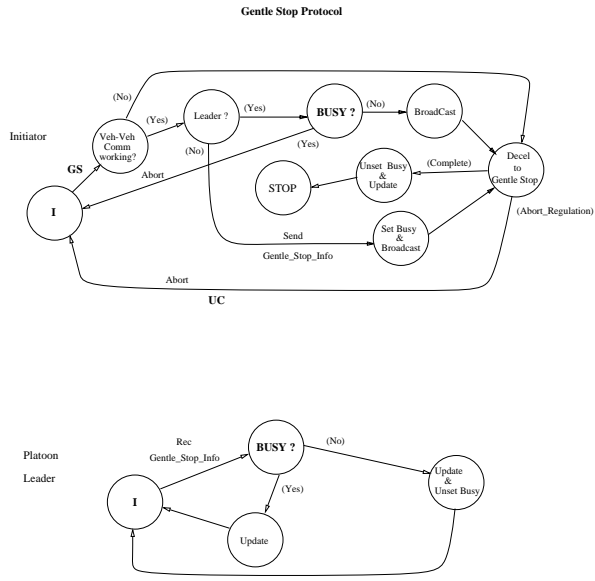 Gentle Stop Protocol
(No)
(Yes)
Leader ?
(Yes)
BUSY ?
(No)
BroadCast
Initiator
Veh-Veh
Comm
working?
(No)
(Yes)
Abort
GS
I
STOP
Unset Busy
&
Update
(Complete)
Decel
to
Gentle Stop
(Abort_Regulation)
Send
Gentle_Stop_Info
Set Busy
&
Broadcast
Abort
UC
Platoon
Leader
Rec
Gentle_Stop_Info
BUSY ?
(No)
(Yes)
I
Update
Update
&
Unset Busy